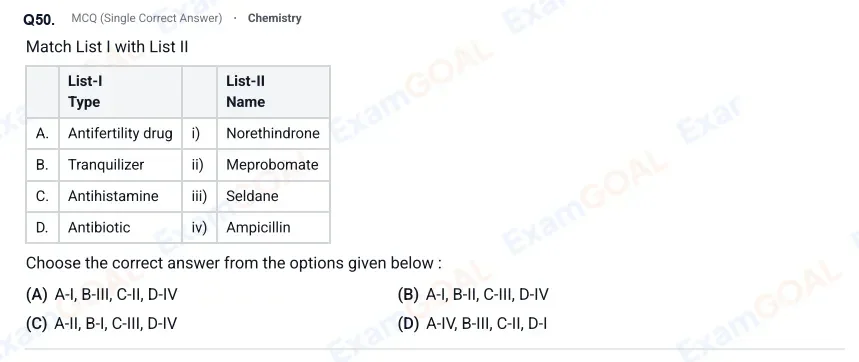 Q50. MCQ (Single Correct Answer) · Chemistry
Match List I with List II
List-I Type List-II Name
A. Antifertility drug i) Norethindrone
B. Tranquilizer ii) Meprobomate
C. Antihistamine iii) Seldane
D. Antibiotic iv) Ampicillin
Choose the correct answer from the options given below :
(A) A-I, B-III, C-II, D-IV (B) A-I, B-II, C-III, D-IV
(C) A-II, B-I, C-III, D-IV (D) A-IV, B-III, C-II, D-I
ExamGOAL